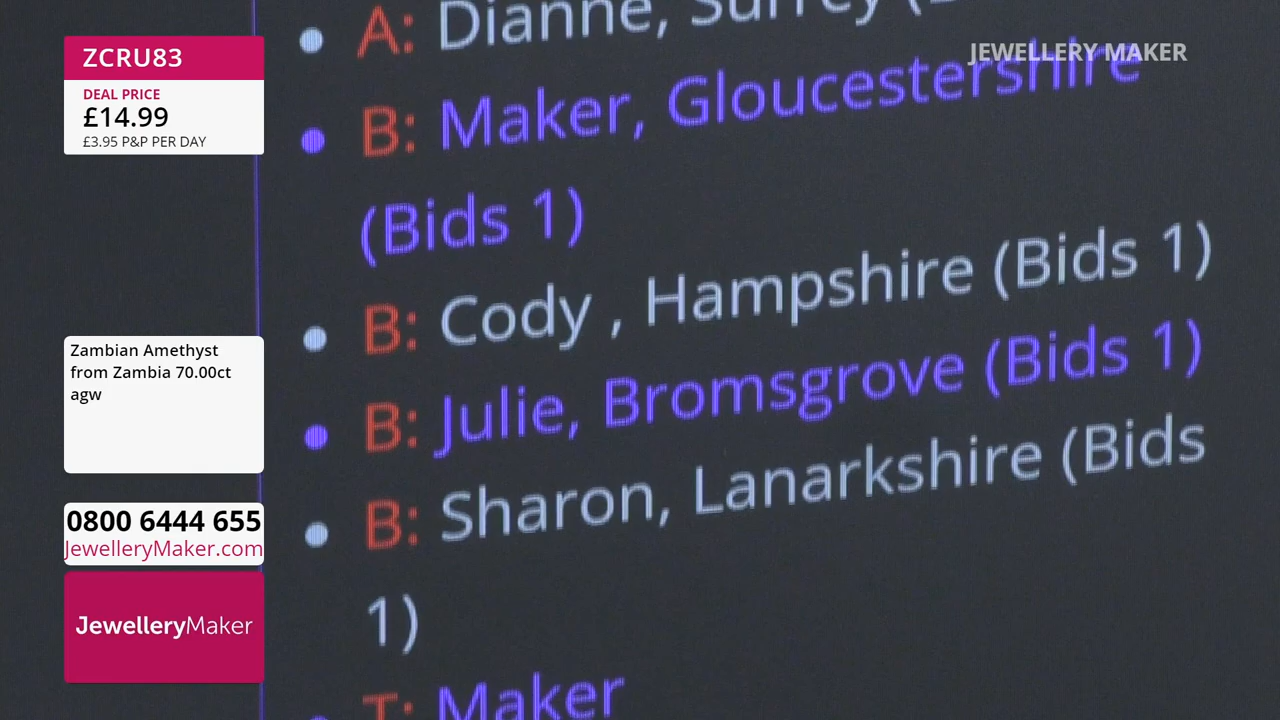 ZCRU83
DEAL PRICE
£14.99
£3.95 P&P PER DAY
Zambian Amethyst
from Zambia 70.00ct
agw
0800 6444 655
JewelleryMaker.com
JewelleryMaker
JEWELLERY MAKER
A: Dianne, Surrey
B: Maker, Gloucestershire
(Bids 1)
B: Cody , Hampshire (Bids 1)
B: Julie, Bromsgrove (Bids 1)
B: Sharon, Lanarkshire (Bids
1)
T: Maker